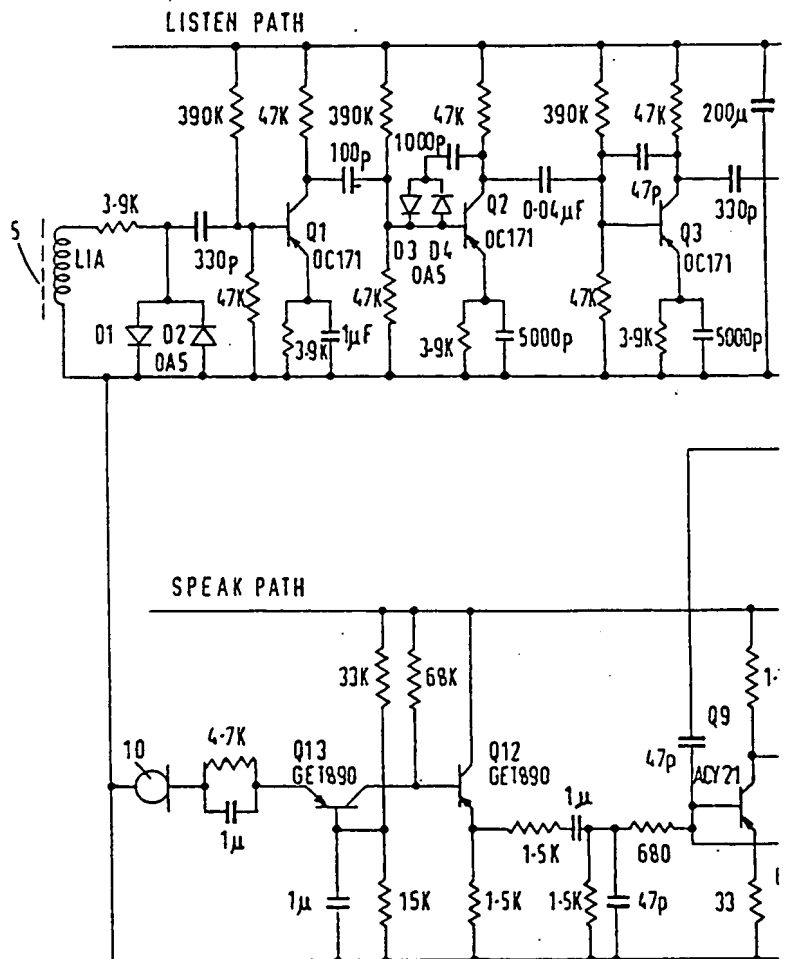 LISTEN PATH
390K 47K 390K 47K 390K 47K 200μ
100p 1000p
47p
3·9K
S
L1A
330p
Q1
OC171
D3 D4
OA5
Q2
OC171
0·04μF
Q3
OC171
330p
D1 D2
OA5
47K
3·9K
1μF
47K
3·9K
5000p
47K
3·9K
5000p
SPEAK PATH
33K 68K
10
4·7K
1μ
Q13
GET890
Q12
GET890
Q9
47p
ACY21
1μ
1·5K
680
1μ
15K
1·5K
1·5K
47p
33